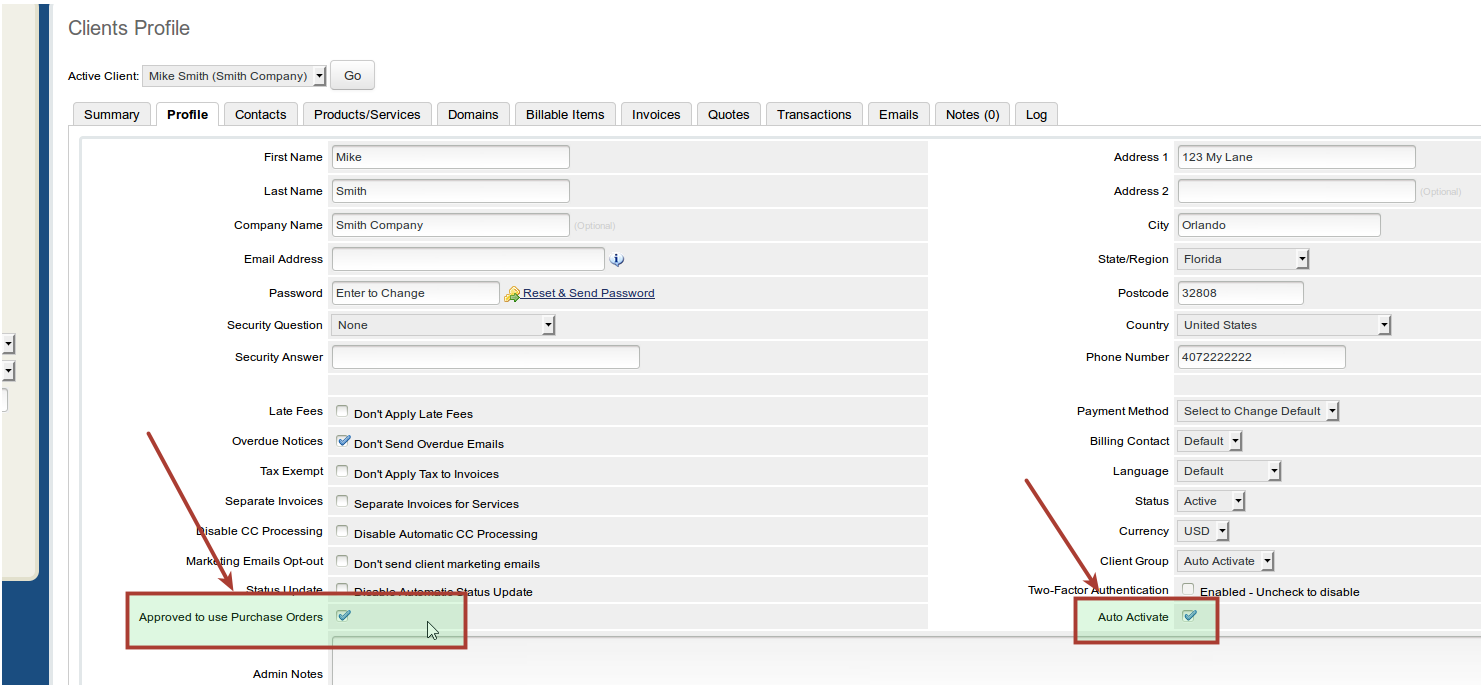 Clients Profile
Active Client: Mike Smith (Smith Company) Go
Summary Profile Contacts Products/Services Domains Billable Items Invoices Quotes Transactions Emails Notes (0) Log
First Name Mike Address 1 123 My Lane
Last Name Smith Address 2 (Optional)
Company Name Smith Company (Optional) City Orlando
Email Address State/Region Florida
Password Enter to Change Reset & Send Password Postcode 32808
Security Question None Country United States
Security Answer Phone Number 4072222222
Late Fees Don't Apply Late Fees Payment Method Select to Change Default
Overdue Notices Don't Send Overdue Emails Billing Contact Default
Tax Exempt Don't Apply Tax to Invoices Language Default
Separate Invoices Separate Invoices for Services Status Active
Disable CC Processing Disable Automatic CC Processing Currency USD
Marketing Emails Opt-out Don't send client marketing emails Client Group Auto Activate
Status Update Disable Automatic Status Update Two-Factor Authentication Enabled - Uncheck to disable
Approved to use Purchase Orders Auto Activate
Admin Notes